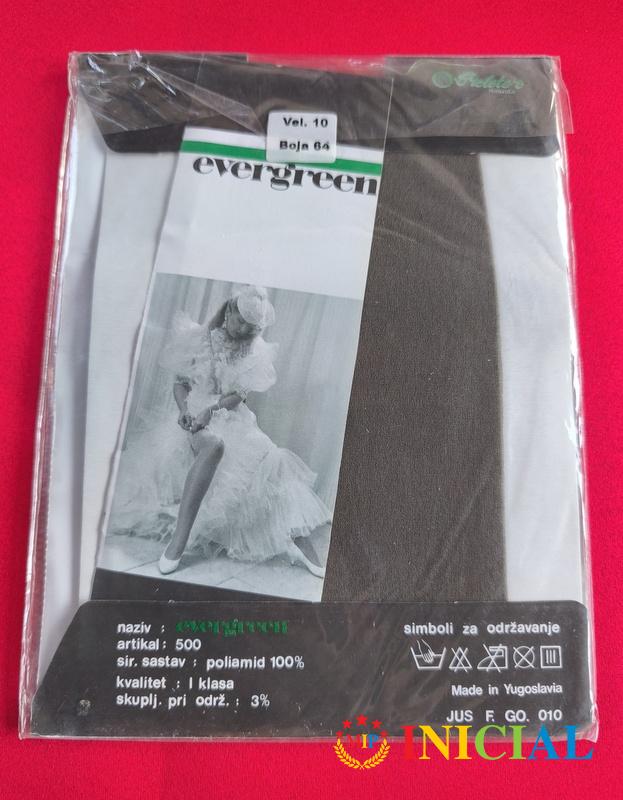 Vel. 10
Boja 64
evergreen
naziv : evergreen
artikal : 500
sir. sastav : poliamid 100%
kvalitet : I klasa
skuplj. pri održ. : 3%
simboli za održavanje
Made in Yugoslavia
JUS F. GO. 010
INICIAL